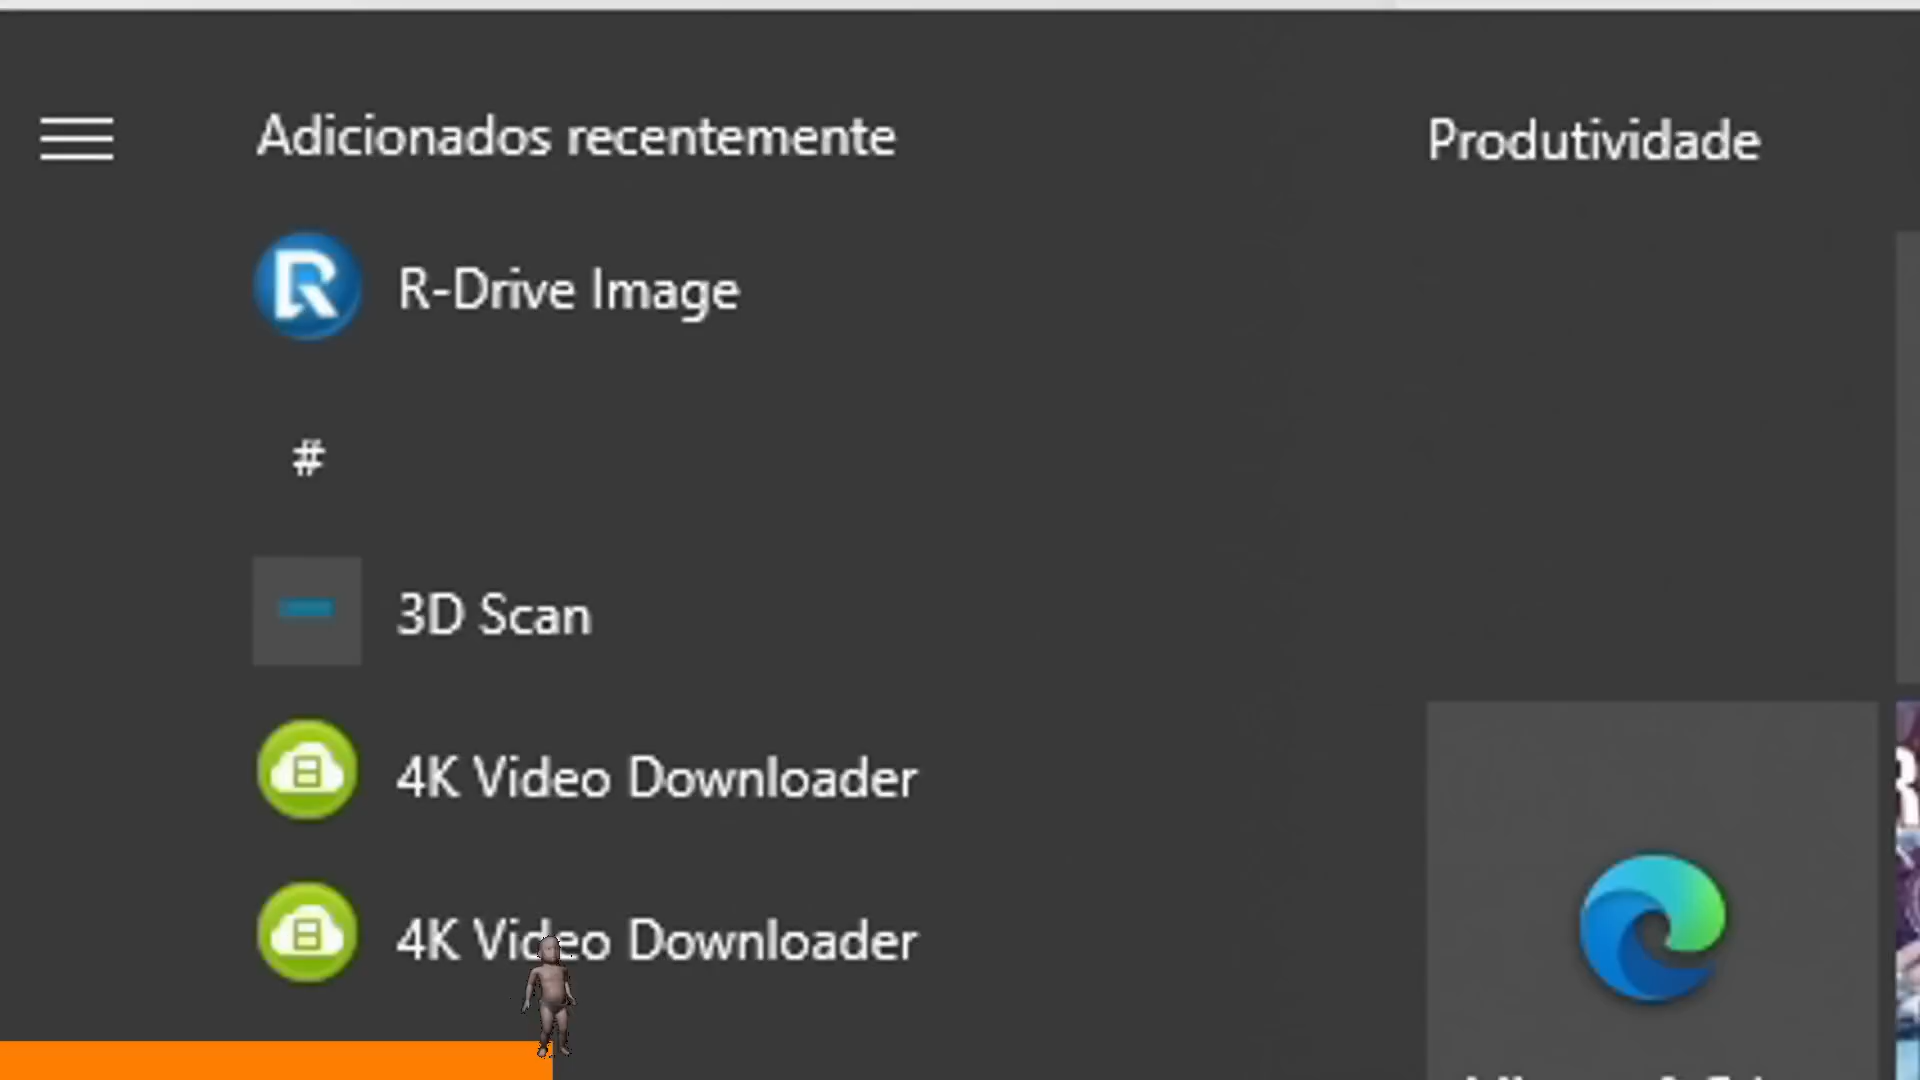 Adicionados recentemente
Produtividade
R-Drive Image
#
3D Scan
4K Video Downloader
4K Video Downloader